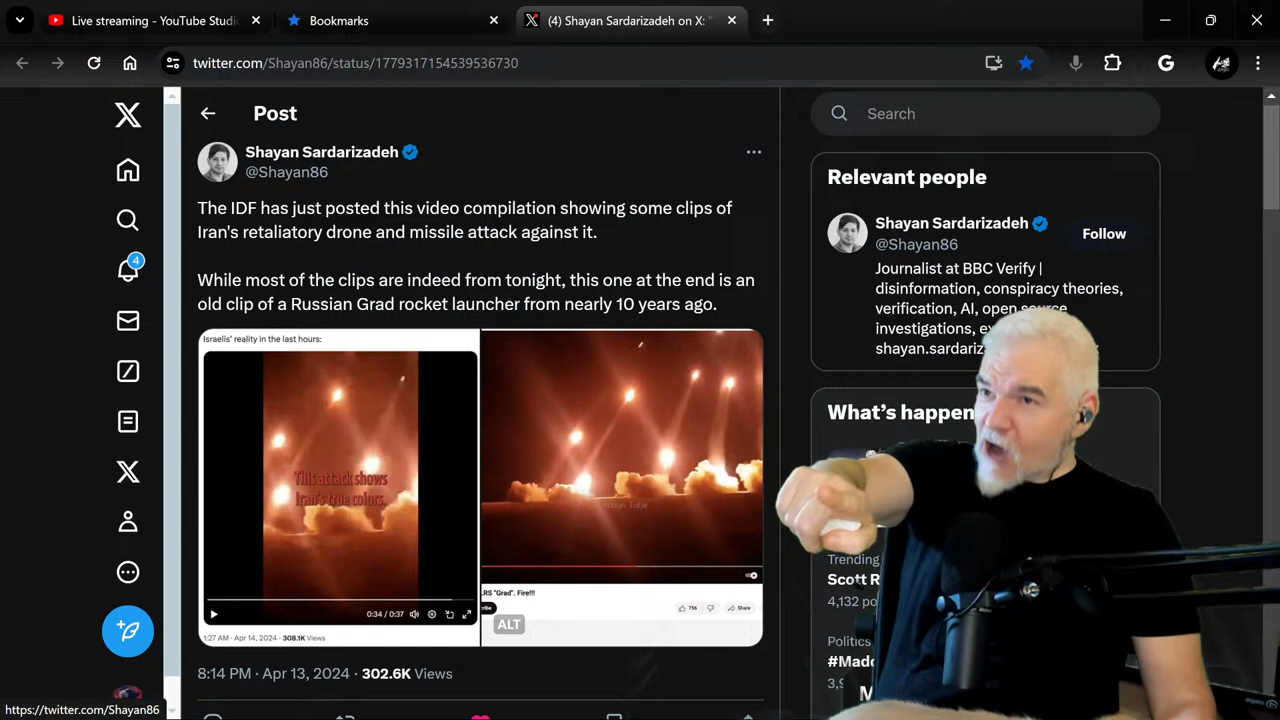 Live streaming - YouTube Studi
Bookmarks
(4) Shayan Sardarizadeh on X: "
twitter.com/Shayan86/status/1779317154539536730
Post
Search
Shayan Sardarizadeh
@Shayan86
The IDF has just posted this video compilation showing some clips of
Iran's retaliatory drone and missile attack against it.
While most of the clips are indeed from tonight, this one at the end is an
old clip of a Russian Grad rocket launcher from nearly 10 years ago.
Israelis' reality in the last hours:
This attack shows
Iran's true colors.
0:34 / 0:37
1:27 AM · Apr 14, 2024 · 308.1K Views
LRS "Grad". Fire!!!
756
Share
ALT
8:14 PM · Apr 13, 2024 · 302.6K Views
Relevant people
Shayan Sardarizadeh
@Shayan86
Follow
Journalist at BBC Verify |
disinformation, conspiracy theories,
verification, AI, open source
investigations, ex
shayan.sardariz
What's happen
Trending
Scott R
4,132 po
Politics
#Mado
3,9
M
4
https://twitter.com/Shayan86